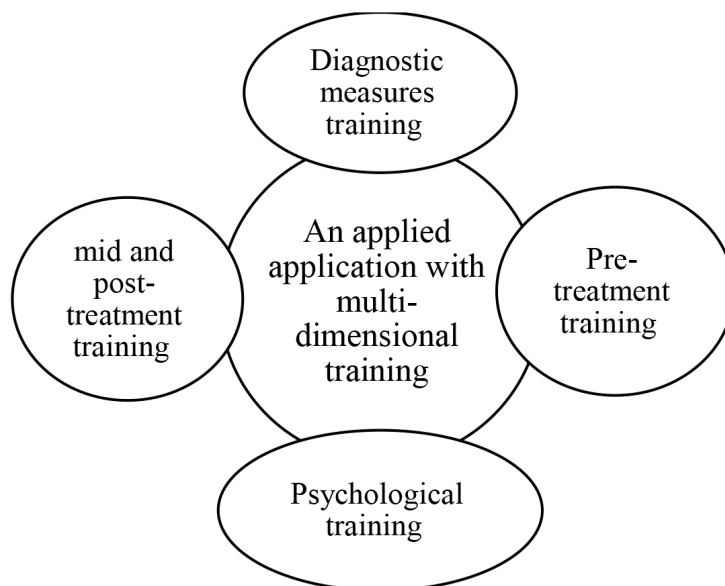 Diagnostic
measures
training
mid and
post-
treatment
training
An applied
application with
multi-
dimensional
training
Pre-
treatment
training
Psychological
training